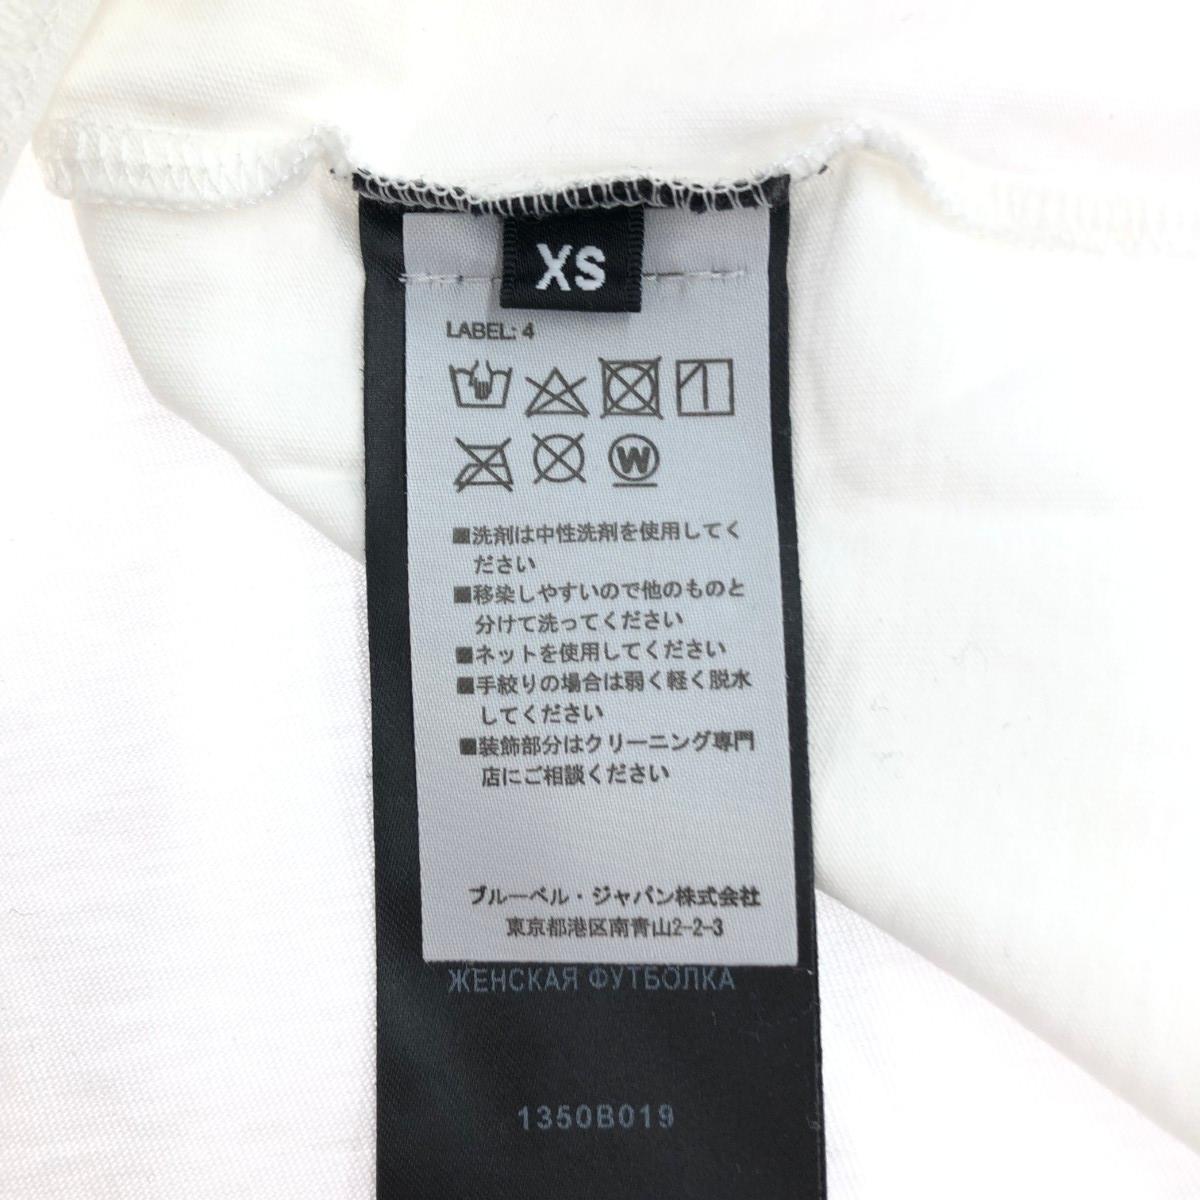 XS
LABEL: 4
W
■洗剤は中性洗剤を使用してく
ださい
■移染しやすいので他のものと
分けて洗ってください
■ネットを使用してください
■手絞りの場合は弱く軽く脱水
してください
■装飾部分はクリーニング専門
店にご相談ください
ブルーベル・ジャパン株式会社
東京都港区南青山2-2-3
ЖЕНСКАЯ ФУТБОЛКА
1350B019